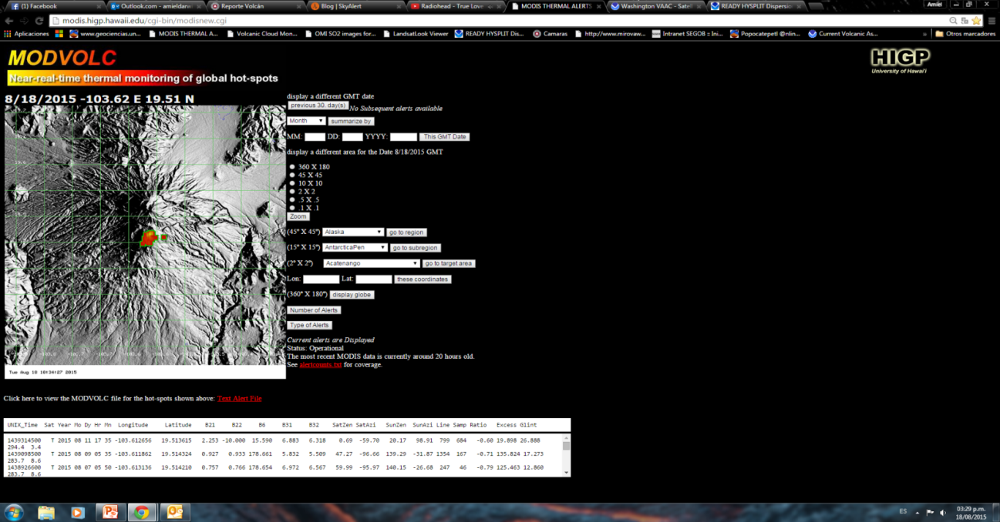 (1) Facebook
Outlook.com - amieldan
Reporte Volcán
Blog | SkyAlert
Radiohead - True Love
MODIS THERMAL ALERTS
Washington VAAC - Sate
READY HYSPLIT Dispersio
Amiel
modis.higp.hawaii.edu/cgi-bin/modisnew.cgi
Aplicaciones
www.geociencias.un...
MODIS THERMAL A...
Volcanic Cloud Mon...
OMI SO2 images for...
LandsatLook Viewer
READY HYSPLIT Dis...
Camaras
http://www.mirovaw...
Intranet SEGOB :: Ini...
Popocatepetl @nlin...
Current Volcanic As...
»
Otros marcadores
MODVOLC
Near-real-time thermal monitoring of global hot-spots
HIGP
University of Hawai'i
8/18/2015 -103.62 E 19.51 N
display a different GMT date
previous 30. day(s) No Subsequent alerts available
Month summarize by
MM: DD: YYYY: This GMT Date
display a different area for the Date 8/18/2015 GMT
360 X 180
45 X 45
10 X 10
2 X 2
.5 X .5
.1 X .1
Zoom
(45° X 45°) Alaska go to region
(15° X 15°) AntarcticaPen go to subregion
(2° X 2°) Acatenango go to target area
Lon: Lat: these coordinates
(360° X 180°) display globe
Number of Alerts
Type of Alerts
Current alerts are Displayed
Status: Operational
The most recent MODIS data is currently around 20 hours old.
See alertcounts.txt for coverage.
Tue Aug 18 10:34:27 2015
Click here to view the MODVOLC file for the hot-spots shown above: Text Alert File
UNIX_Time Sat Year Mo Dy Hr Mn Longitude Latitude B21 B22 B6 B31 B32 SatZen SatAzi SunZen SunAzi Line Samp Ratio Excess Glint
1439314500 T 2015 08 11 17 35 -103.612656 19.513615 2.253 -10.000 15.590 6.883 6.318 0.69 -59.70 20.17 98.91 799 684 -0.60 19.898 26.888
294.4 3.4
1439098500 T 2015 08 09 05 35 -103.611862 19.514324 0.927 0.933 178.661 5.832 5.509 47.27 -96.66 139.29 -31.87 1354 167 -0.71 135.824 17.273
283.7 8.6
1438926600 T 2015 08 07 05 50 -103.613136 19.514210 0.757 0.766 178.654 6.972 6.567 59.99 -95.97 140.15 -26.68 247 46 -0.79 125.463 12.860
283.7 8.6
ES
03:29 p.m.
18/08/2015